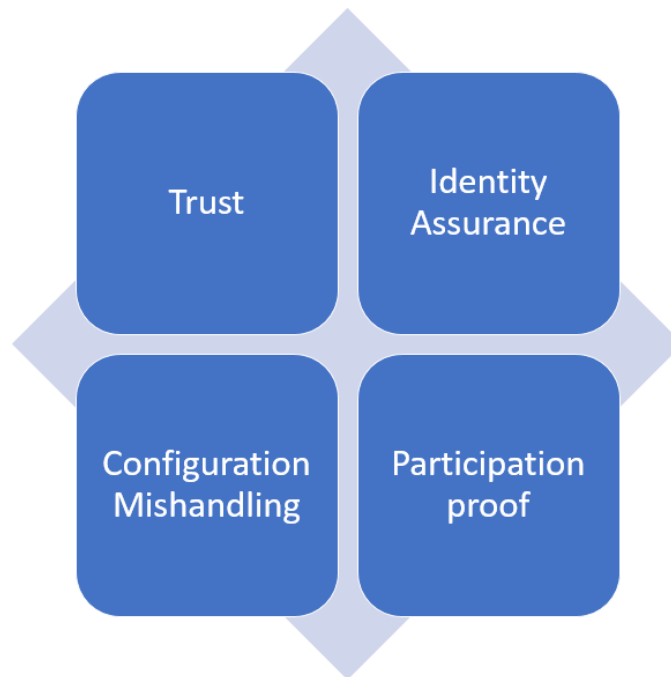 Trust
Identity
Assurance
Configuration
Mishandling
Participation
proof